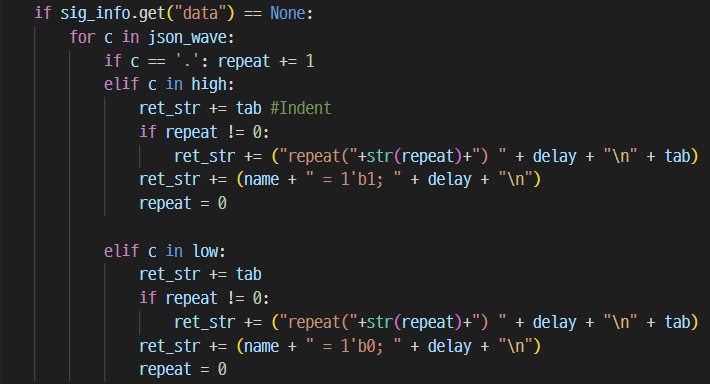 if sig_info.get("data") == None:
    for c in json_wave:
        if c == '.': repeat += 1
        elif c in high:
            ret_str += tab #Indent
            if repeat != 0:
                ret_str += ("repeat("+str(repeat)+") " + delay + "\n" + tab)
            ret_str += (name + " = 1'b1; " + delay + "\n")
            repeat = 0

        elif c in low:
            ret_str += tab
            if repeat != 0:
                ret_str += ("repeat("+str(repeat)+") " + delay + "\n" + tab)
            ret_str += (name + " = 1'b0; " + delay + "\n")
            repeat = 0